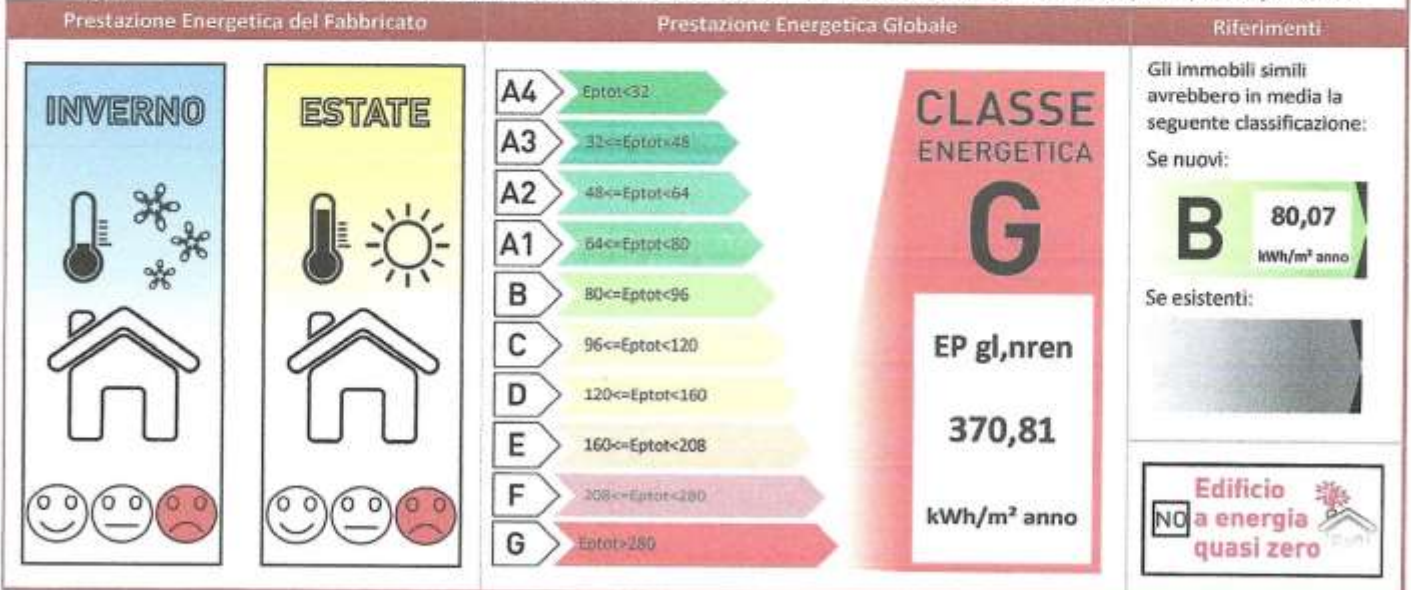 Prestazione Energetica del Fabbricato
Prestazione Energetica Globale
Riferimenti
INVERNO
ESTATE
A4 Eptot<32
A3 32<=Eptot<48
A2 48<=Eptot<64
A1 64<=Eptot<80
B 80<=Eptot<96
C 96<=Eptot<120
D 120<=Eptot<160
E 160<=Eptot<208
F 208<=Eptot<280
G Eptot>280
CLASSE
ENERGETICA
G
EP gl,nren
370,81
kWh/m² anno
Gli immobili simili
avrebbero in media la
seguente classificazione:
Se nuovi:
B 80,07
kWh/m² anno
Se esistenti:
Edificio
NO a energia
quasi zero